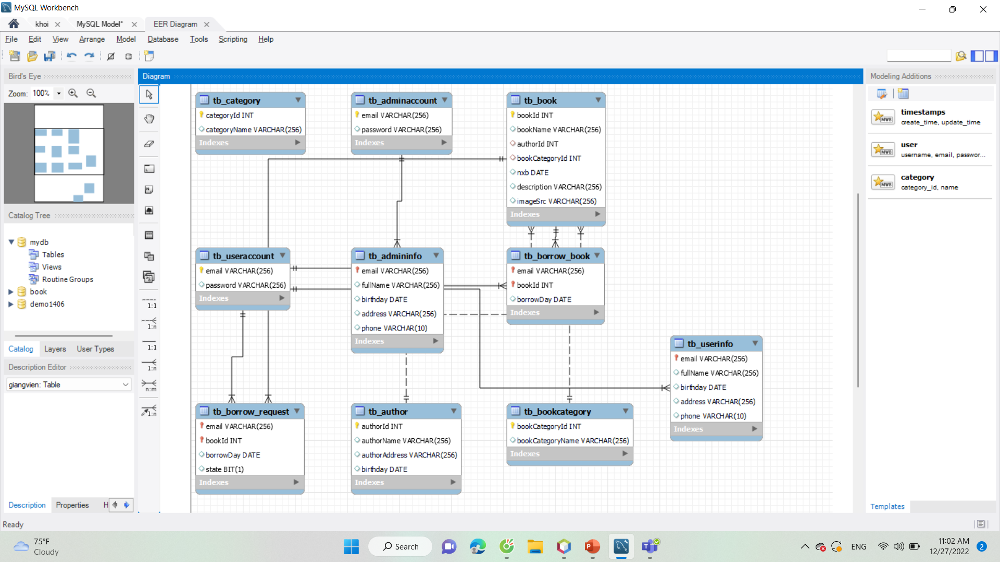 MySQL Workbench
khoi
MySQL Model*
EER Diagram
File Edit View Arrange Model Database Tools Scripting Help
Bird's Eye
Zoom: 100%
Catalog Tree
mydb
Tables
Views
Routine Groups
book
demo1406
Catalog Layers User Types
Description Editor
giangvien: Table
Description Properties H
1:1
1:n
1:1
1:n
n:m
1:n
Diagram
tb_category
categoryId INT
categoryName VARCHAR(256)
Indexes
tb_adminaccount
email VARCHAR(256)
password VARCHAR(256)
Indexes
tb_book
bookId INT
bookName VARCHAR(256)
authorId INT
bookCategoryId INT
nxb DATE
description VARCHAR(256)
imageSrc VARCHAR(256)
Indexes
tb_useraccount
email VARCHAR(256)
password VARCHAR(256)
Indexes
tb_admininfo
email VARCHAR(256)
fullName VARCHAR(256)
birthday DATE
address VARCHAR(256)
phone VARCHAR(10)
Indexes
tb_borrow_book
email VARCHAR(256)
bookId INT
borrowDay DATE
Indexes
tb_userinfo
email VARCHAR(256)
fullName VARCHAR(256)
birthday DATE
address VARCHAR(256)
phone VARCHAR(10)
Indexes
tb_borrow_request
email VARCHAR(256)
bookId INT
borrowDay DATE
state BIT(1)
Indexes
tb_author
authorId INT
authorName VARCHAR(256)
authorAddress VARCHAR(256)
birthday DATE
Indexes
tb_bookcategory
bookCategoryId INT
bookCategoryName VARCHAR(256)
Indexes
Modeling Additions
MWB
timestamps
create_time, update_time
MWB
user
username, email, passwor...
MWB
category
category_id, name
Templates
Ready
75°F
Cloudy
Search
ENG
11:02 AM
12/27/2022
2